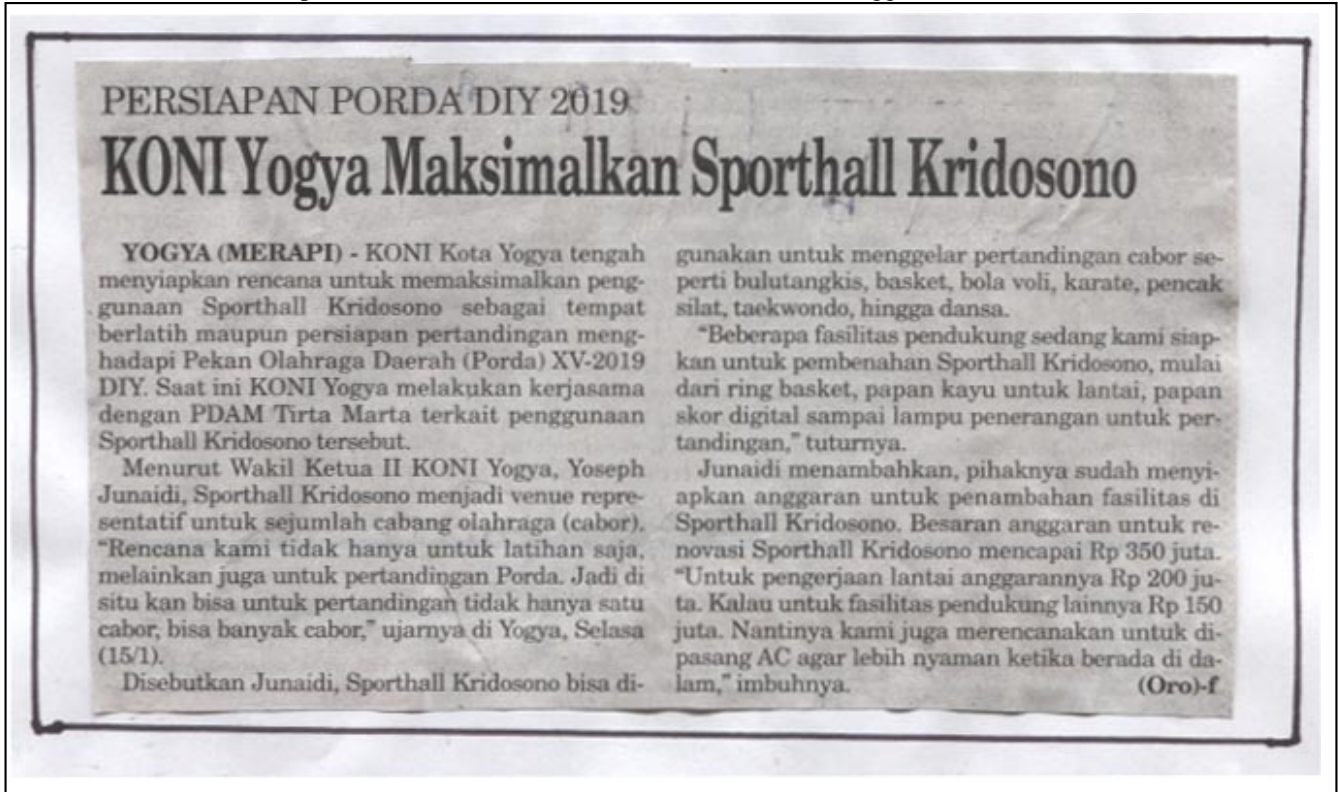 PERSIAPAN PORDA DIY 2019
KONI Yogya Maksimalkan Sporthall Kridosono
YOGYA (MERAPI) - KONI Kota Yogya tengah
menyiapkan rencana untuk memaksimalkan peng-
gunaan Sporthall Kridosono sebagai tempat
berlatih maupun persiapan pertandingan meng-
hadapi Pekan Olahraga Daerah (Porda) XV-2019
DIY. Saat ini KONI Yogya melakukan kerjasama
dengan PDAM Tirta Marta terkait penggunaan
Sporthall Kridosono tersebut.
Menurut Wakil Ketua II KONI Yogya, Yoseph
Junaidi, Sporthall Kridosono menjadi venue repre-
sentatif untuk sejumlah cabang olahraga (cabor).
"Rencana kami tidak hanya untuk latihan saja,
melainkan juga untuk pertandingan Porda. Jadi di
situ kan bisa untuk pertandingan tidak hanya satu
cabor, bisa banyak cabor," ujarnya di Yogya, Selasa
(15/1).
Disebutkan Junaidi, Sporthall Kridosono bisa di-
gunakan untuk menggelar pertandingan cabor se-
perti bulutangkis, basket, bola voli, karate, pencak
silat, taekwondo, hingga dansa.
"Beberapa fasilitas pendukung sedang kami siap-
kan untuk pembenahan Sporthall Kridosono, mulai
dari ring basket, papan kayu untuk lantai, papan
skor digital sampai lampu penerangan untuk per-
tandingan," tuturnya.
Junaidi menambahkan, pihaknya sudah menyi-
apkan anggaran untuk penambahan fasilitas di
Sporthall Kridosono. Besaran anggaran untuk re-
novasi Sporthall Kridosono mencapai Rp 350 juta.
"Untuk pengerjaan lantai anggarannya Rp 200 ju-
ta. Kalau untuk fasilitas pendukung lainnya Rp 150
juta. Nantinya kami juga merencanakan untuk di-
pasang AC agar lebih nyaman ketika berada di da-
lam," imbuhnya. (Oro)-f